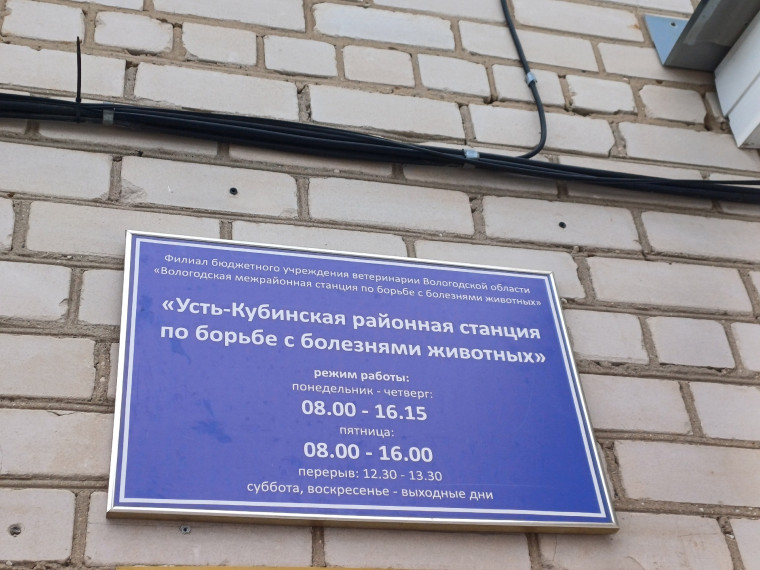 Филиал бюджетного учреждения ветеринарии Вологодской области
«Вологодская межрайонная станция по борьбе с болезнями животных»
«Усть-Кубинская районная станция
по борьбе с болезнями животных»
режим работы:
понедельник - четверг:
08.00 - 16.15
пятница:
08.00 - 16.00
перерыв: 12.30 - 13.30
суббота, воскресенье - выходные дни